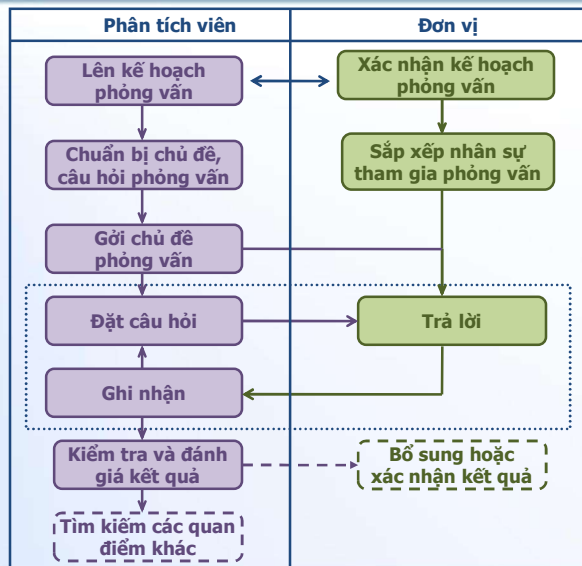 Phân tích viên
Đơn vị
Lên kế hoạch
phỏng vấn
Xác nhận kế hoạch
phỏng vấn
Chuẩn bị chủ đề,
câu hỏi phỏng vấn
Sắp xếp nhân sự
tham gia phỏng vấn
Gởi chủ đề
phỏng vấn
Đặt câu hỏi
Trả lời
Ghi nhận
Kiểm tra và đánh
giá kết quả
Bổ sung hoặc
xác nhận kết quả
Tìm kiếm các quan
điểm khác